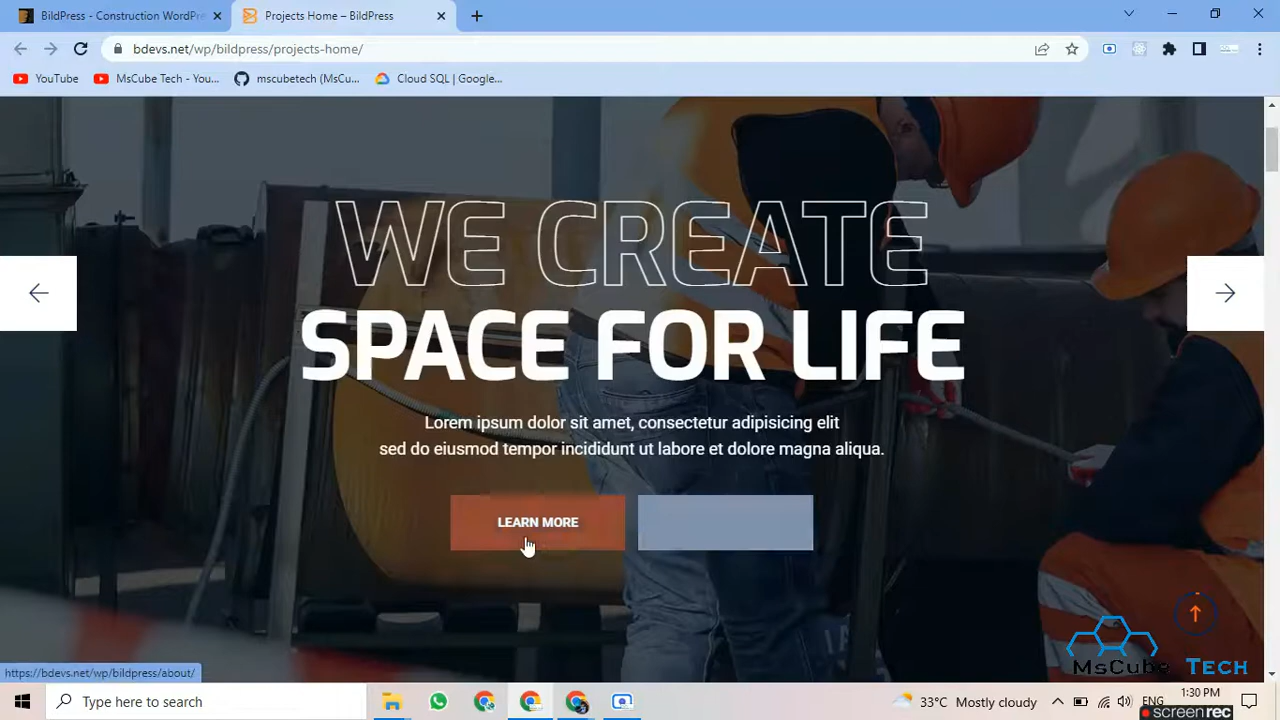 BildPress - Construction WordPre
Projects Home – BildPress
bdevs.net/wp/bildpress/projects-home/
YouTube
MsCube Tech - You...
mscubetech (MsCu...
Cloud SQL | Google...
WE CREATE
SPACE FOR LIFE
Lorem ipsum dolor sit amet, consectetur adipisicing elit
sed do eiusmod tempor incididunt ut labore et dolore magna aliqua.
LEARN MORE
MsCube TECH
https://bdevs.net/wp/bildpress/about/
Type here to search
33°C Mostly cloudy
ENG
1:30 PM
screenrec